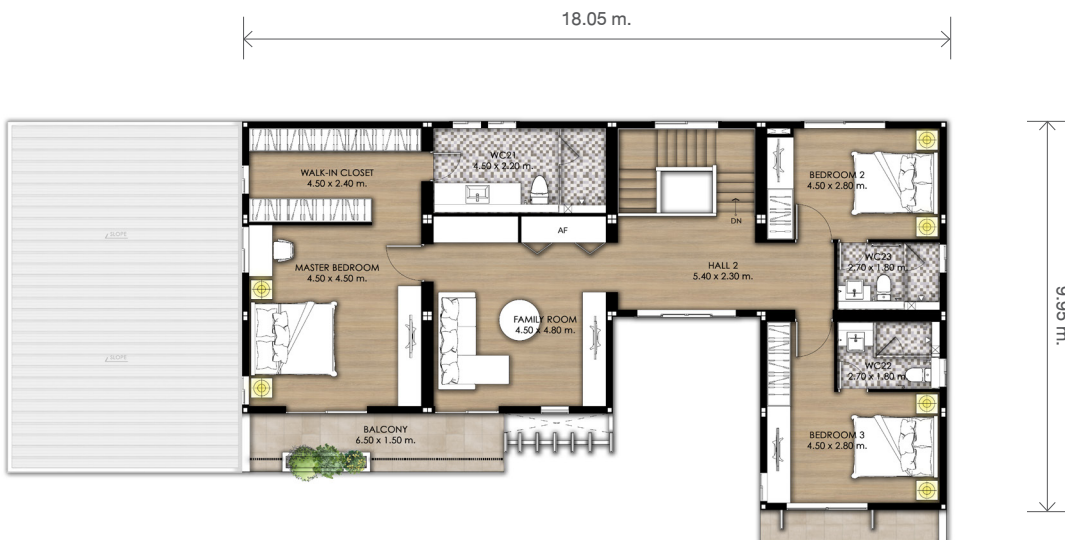 18.05 m.
WC21
4.50 x 2.20 m.
WALK-IN CLOSET
4.50 x 2.40 m.
BEDROOM 2
4.50 x 2.80 m.
DN
AF
SLOPE
MASTER BEDROOM
4.50 x 4.50 m.
HALL 2
5.40 x 2.30 m.
WC23
2.70 x 1.80 m.
9.95 m.
FAMILY ROOM
4.50 x 4.80 m.
SLOPE
WC22
2.70 x 1.80 m.
BALCONY
6.50 x 1.50 m.
BEDROOM 3
4.50 x 2.80 m.